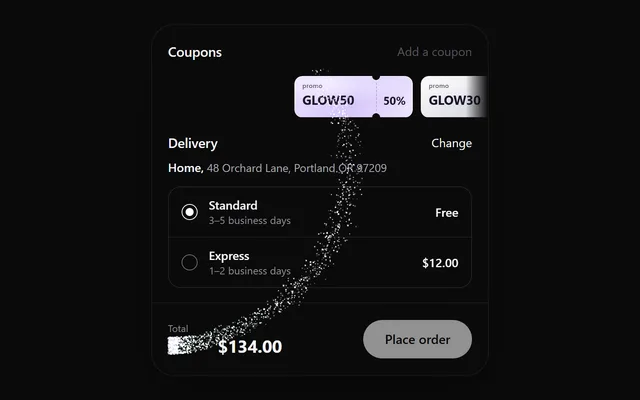 Coupons
Add a coupon
promo
GLOW50
50%
promo
GLOW30
Delivery
Change
Home, 48 Orchard Lane, Portland, OR 97209
Standard
3–5 business days
Free
Express
1–2 business days
$12.00
Total
$134.00
Place order